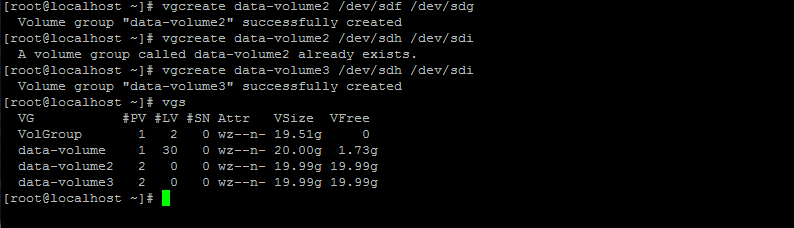 [root@localhost ~]# vgcreate data-volume2 /dev/sdf /dev/sdg
  Volume group "data-volume2" successfully created
[root@localhost ~]# vgcreate data-volume2 /dev/sdh /dev/sdi
  A volume group called data-volume2 already exists.
[root@localhost ~]# vgcreate data-volume3 /dev/sdh /dev/sdi
  Volume group "data-volume3" successfully created
[root@localhost ~]# vgs
  VG           #PV #LV #SN Attr   VSize  VFree
  VolGroup       1   2   0 wz--n- 19.51g     0
  data-volume    1  30   0 wz--n- 20.00g  1.73g
  data-volume2   2   0   0 wz--n- 19.99g 19.99g
  data-volume3   2   0   0 wz--n- 19.99g 19.99g
[root@localhost ~]#